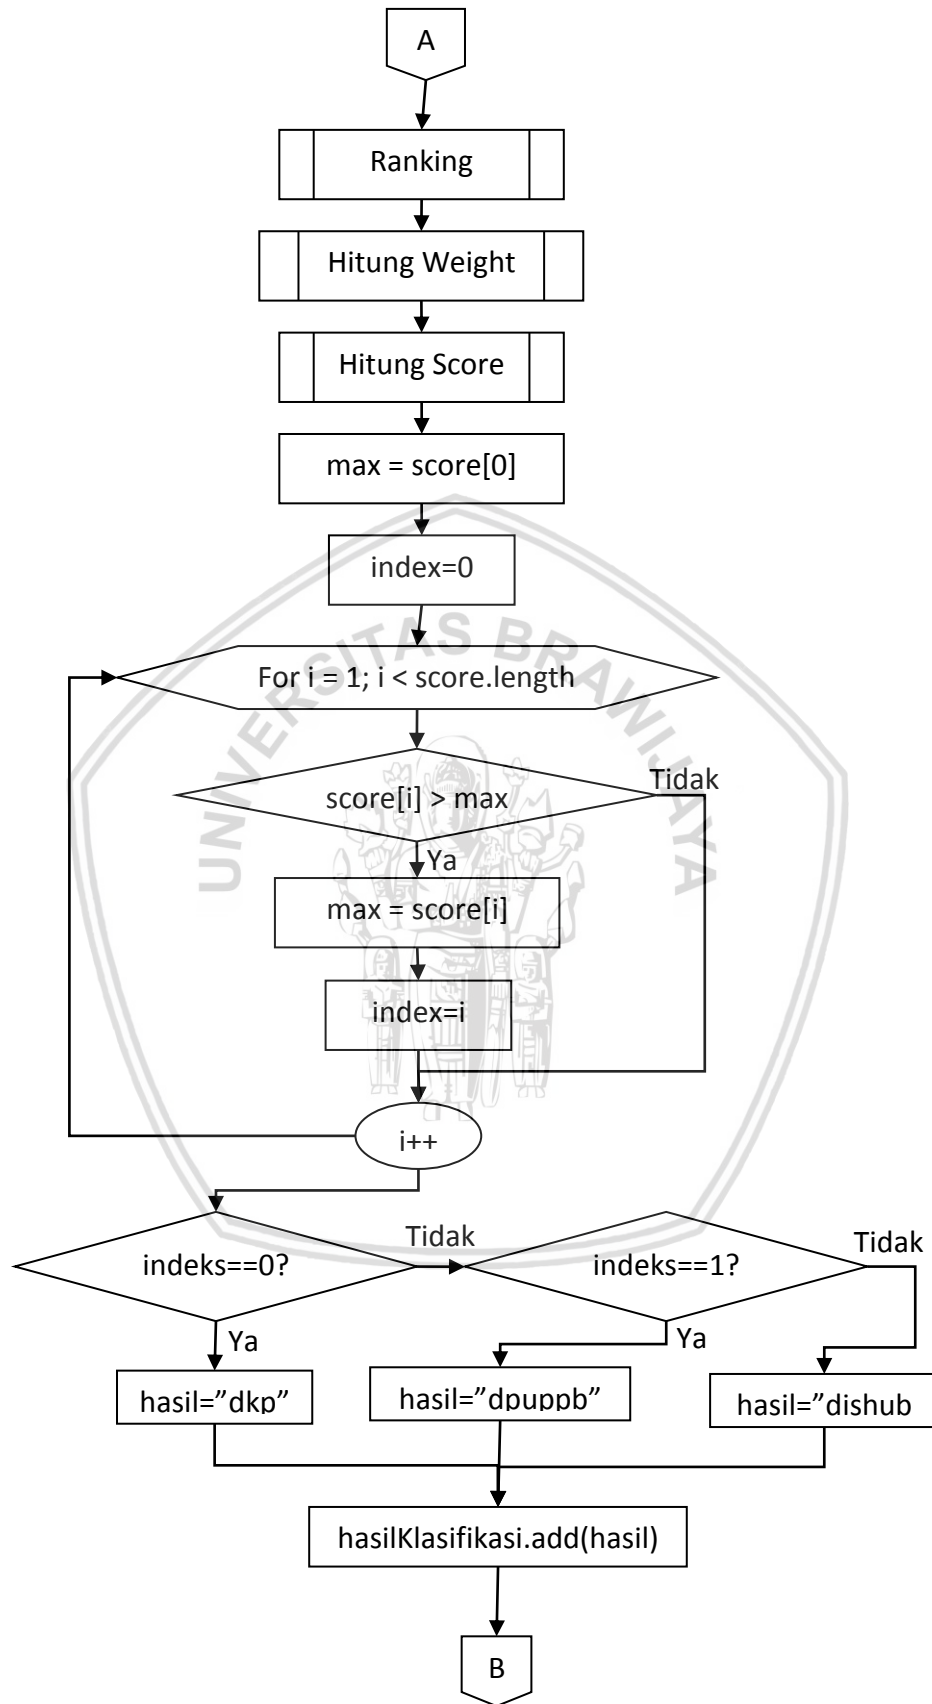 A
Ranking
Hitung Weight
Hitung Score
max = score[0]
index=0
UNIVERSITAS BRAWIJAYA
For i = 1; i < score.length
Tidak
score[i] > max
Ya
max = score[i]
index=i
i++
Tidak
Tidak
indeks==0?
indeks==1?
Ya
Ya
hasil=”dkp”
hasil=”dpuppb”
hasil=”dishub
hasilKlasifikasi.add(hasil)
B